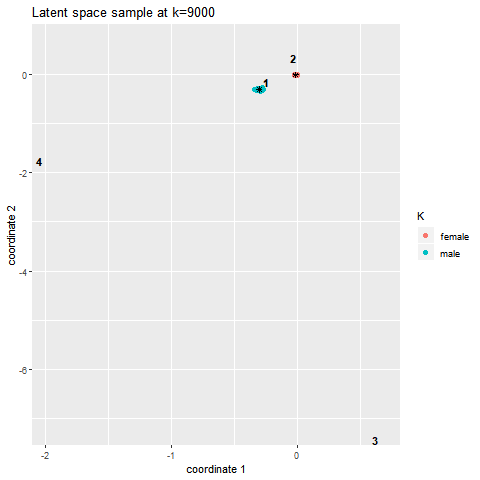 Latent space sample at k=9000
2
1
4
3
0
-2
-4
-6
coordinate 2
-2
-1
0
coordinate 1
K
female
male